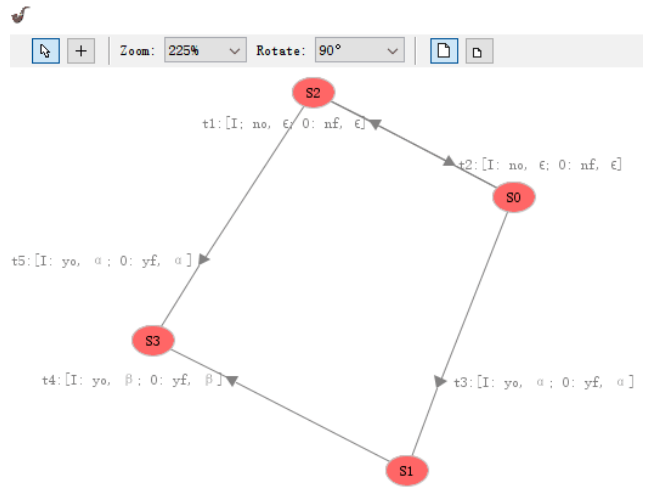 Zoom: 225% Rotate: 90°
S2
t1:[I; no, ϵ; 0: nf, ϵ]
t2:[I: no, ϵ; 0: nf, ϵ]
S0
t5:[I: yo, α; 0: yf, α]
S3
t4:[I: yo, β; 0: yf, β]
t3:[I: yo, α; 0: yf, α]
S1